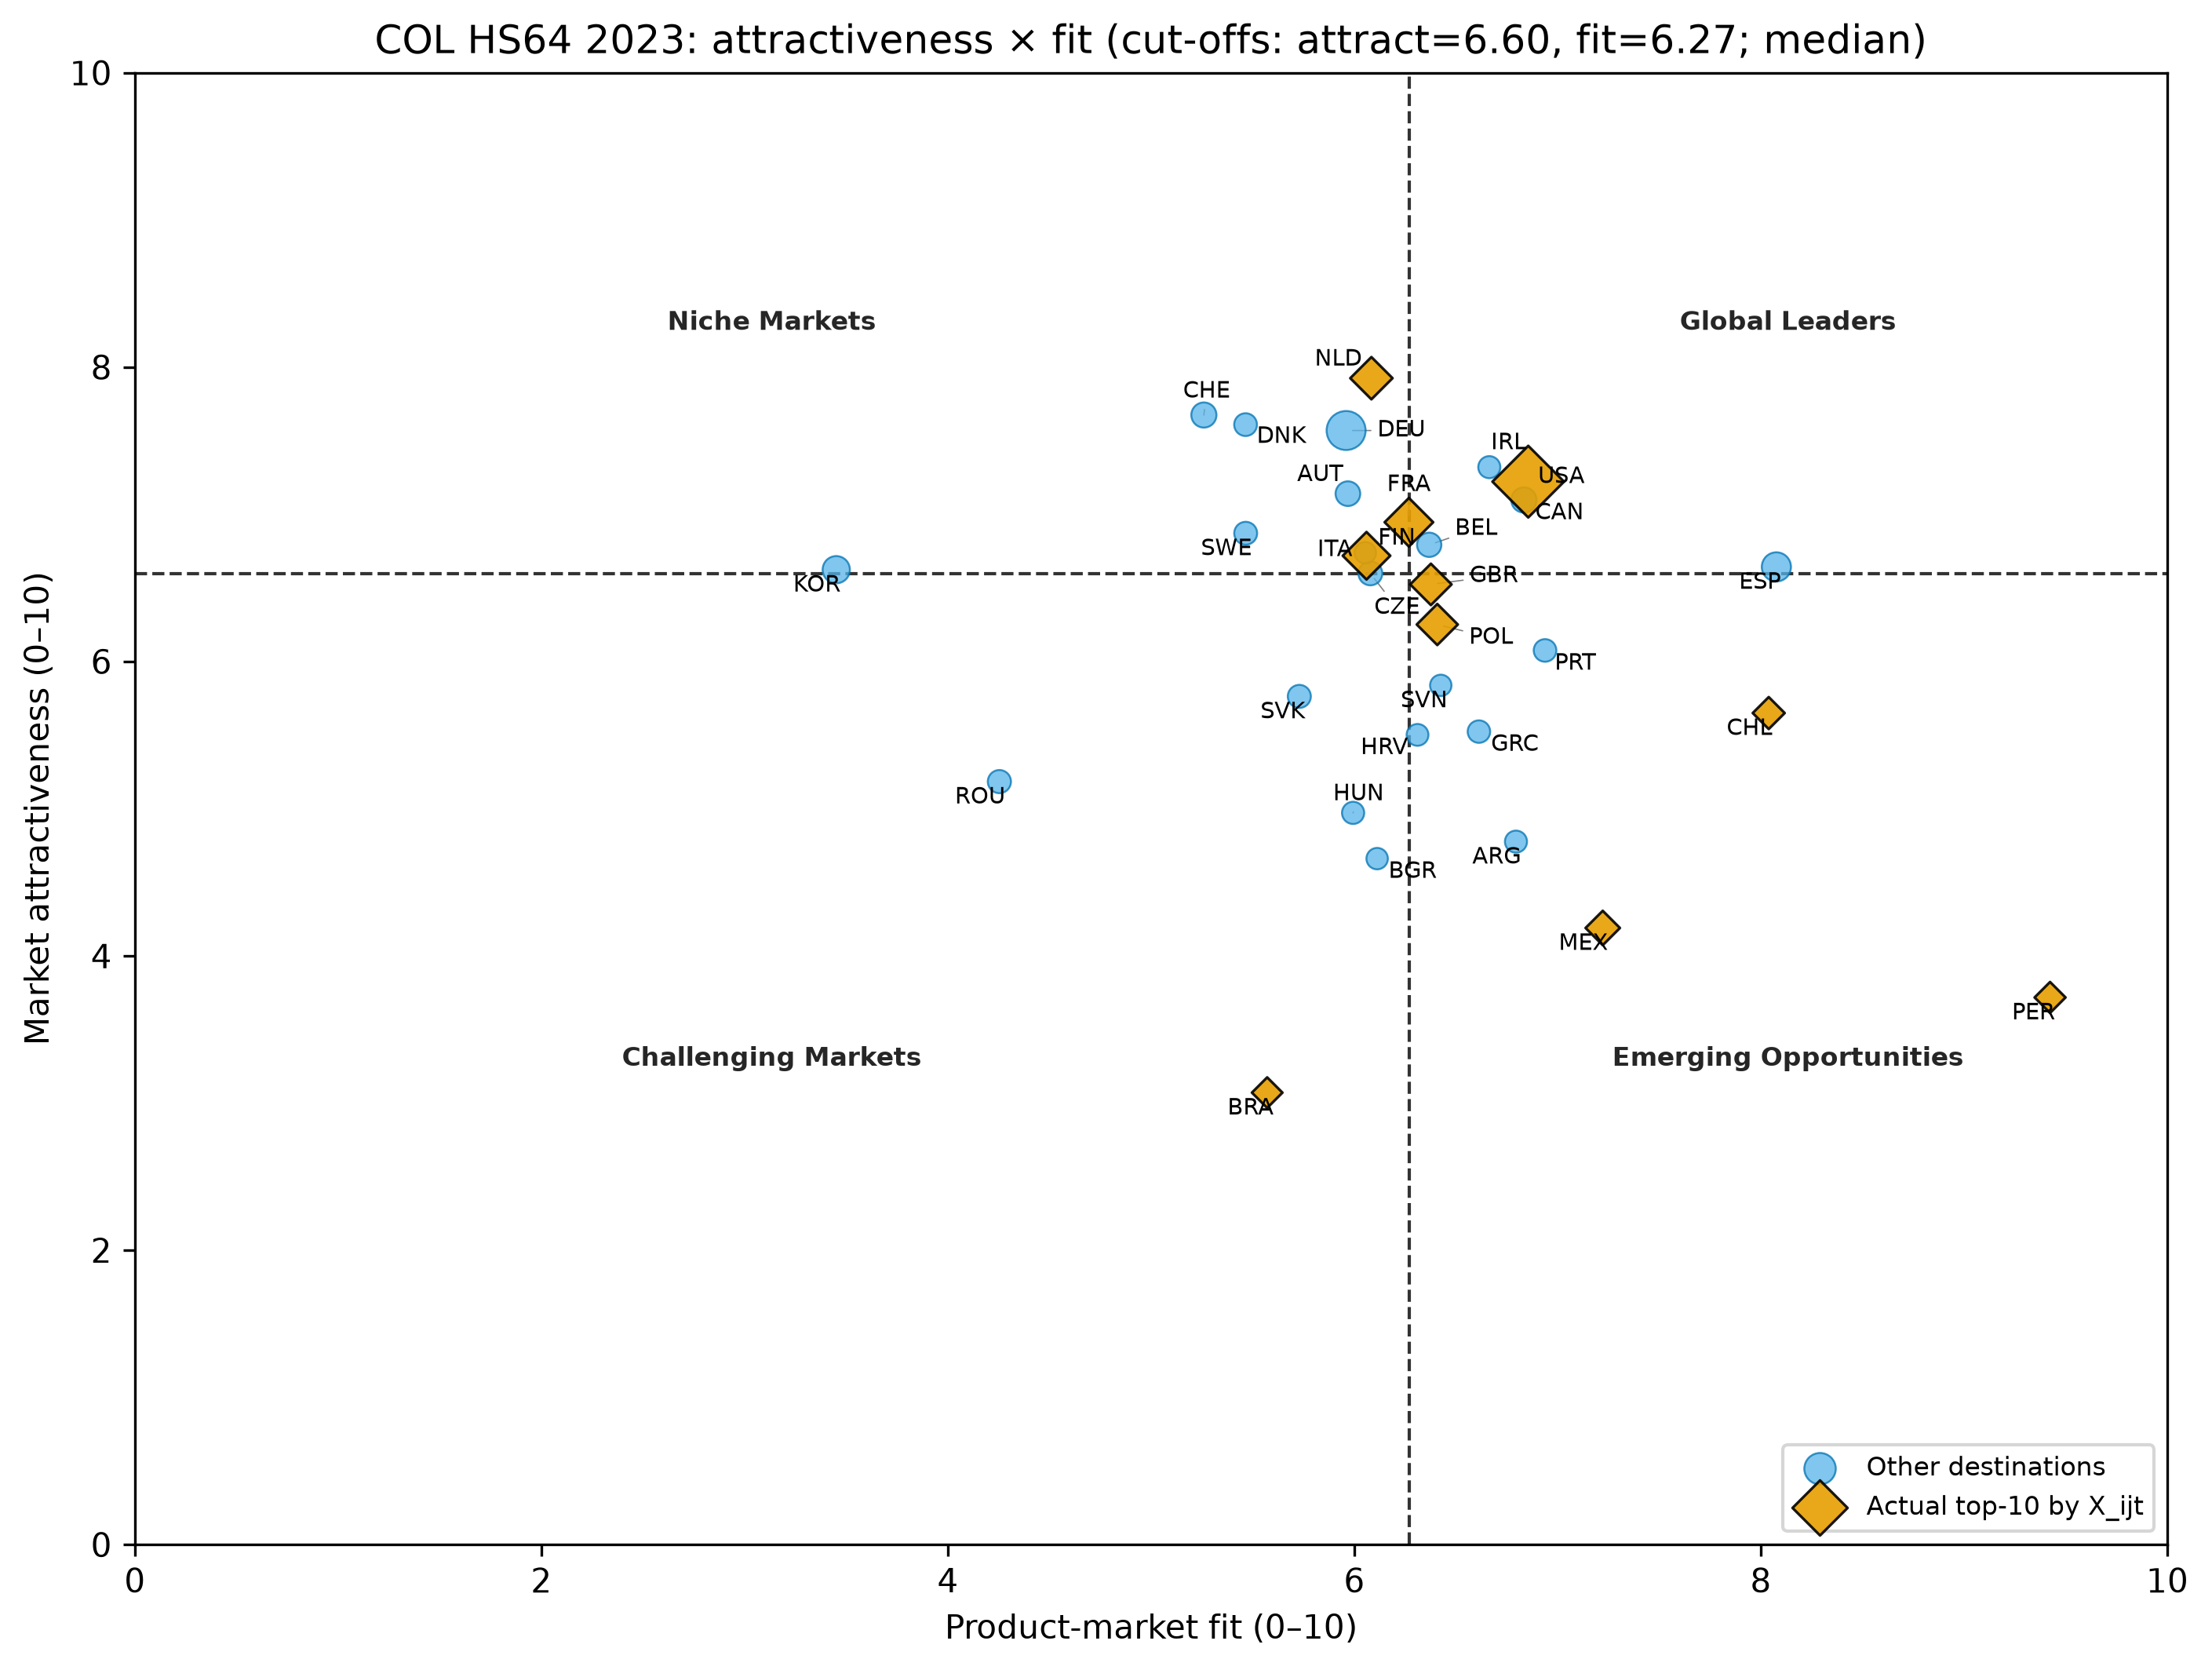 COL HS64 2023: attractiveness × fit (cut-offs: attract=6.60, fit=6.27; median)
Market attractiveness (0–10)
10
8
6
4
2
0
Niche Markets
Global Leaders
NLD
CHE
DEU
DNK
IRL
AUT
USA
FRA
CAN
BEL
FIN
SWE
ITA
GBR
ESP
KOR
CZE
POL
PRT
SVN
SVK
CHL
HRV
GRC
ROU
HUN
ARG
BGR
MEX
PER
Challenging Markets
Emerging Opportunities
BRA
Other destinations
Actual top-10 by X_ijt
0
2
4
6
8
10
Product-market fit (0–10)